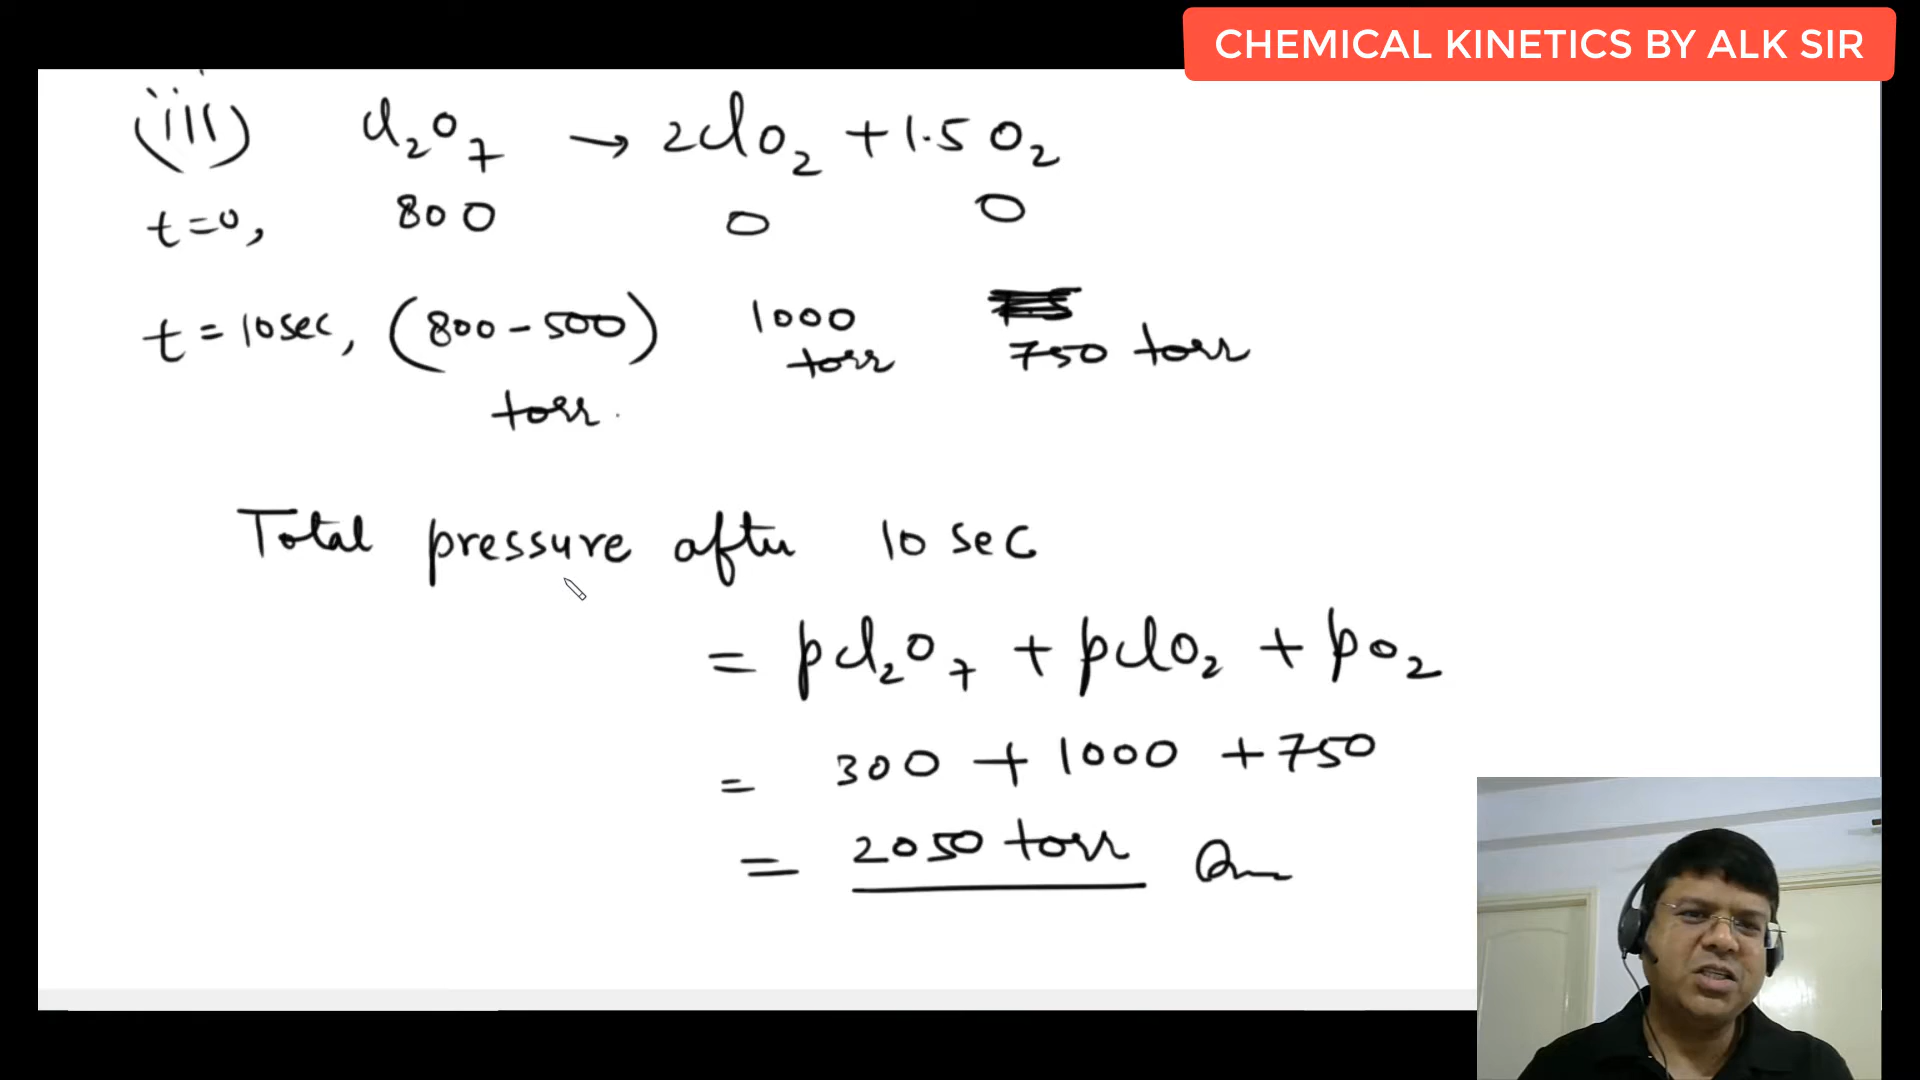 CHEMICAL KINETICS BY ALK SIR
(iii) Cl₂O₇ → 2ClO₂ + 1.5 O₂
t=0, 800 0 0
t = 10sec, (800 - 500) 1000
torr 750 torr
torr.
Total pressure after 10 sec
= pCl₂O₇ + pClO₂ + pO₂
= 300 + 1000 + 750
= 2050 torr